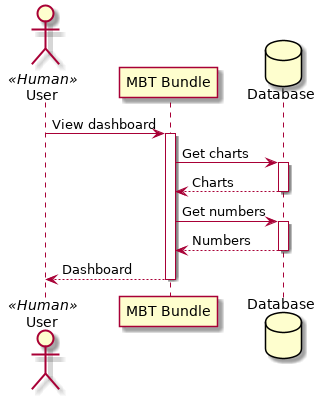 «Human»
User
MBT Bundle
Database
View dashboard
Get charts
Charts
Get numbers
Numbers
Dashboard
«Human»
User
MBT Bundle
Database